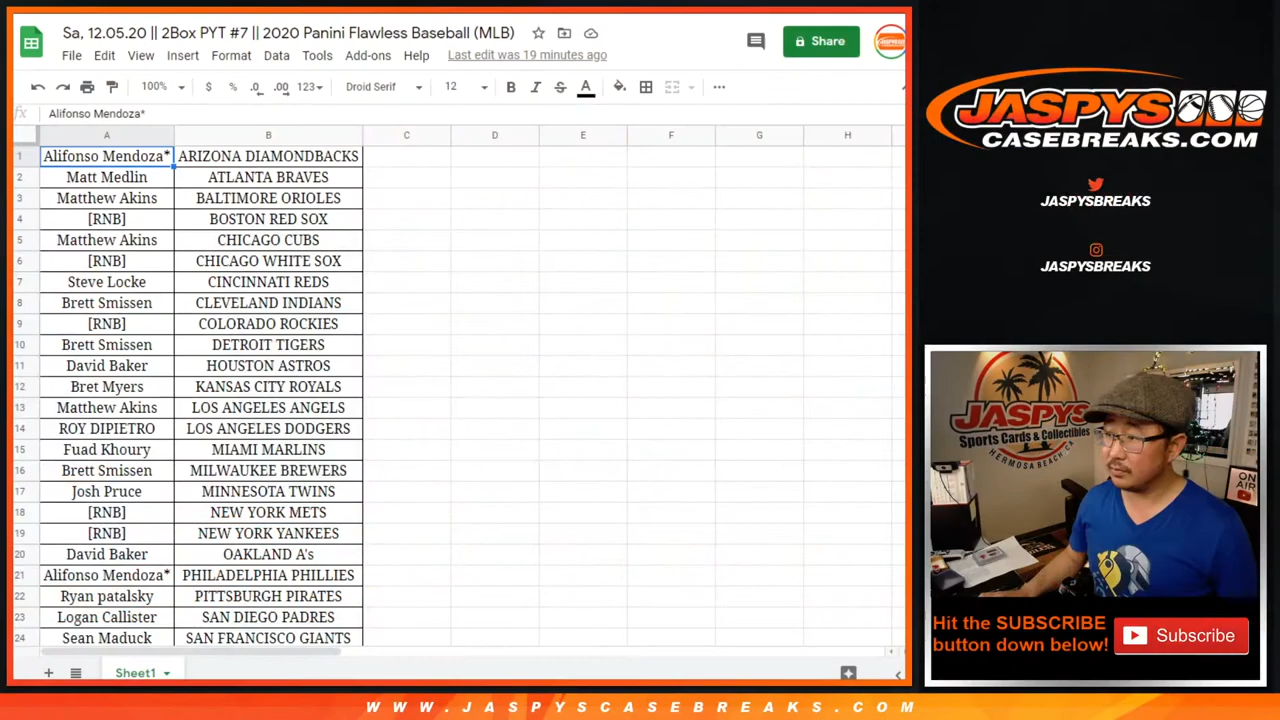 Sa, 12.05.20 || 2Box PYT #7 || 2020 Panini Flawless Baseball (MLB)
File Edit View Insert Format Data Tools Add-ons Help Last edit was 19 minutes ago
Share
100% $ % .0 .00 123 Droid Serif 12 B I S A
fx Alifonso Mendoza*
A B C D E F G H
1 Alifonso Mendoza* ARIZONA DIAMONDBACKS
2 Matt Medlin ATLANTA BRAVES
3 Matthew Akins BALTIMORE ORIOLES
4 [RNB] BOSTON RED SOX
5 Matthew Akins CHICAGO CUBS
6 [RNB] CHICAGO WHITE SOX
7 Steve Locke CINCINNATI REDS
8 Brett Smissen CLEVELAND INDIANS
9 [RNB] COLORADO ROCKIES
10 Brett Smissen DETROIT TIGERS
11 David Baker HOUSTON ASTROS
12 Bret Myers KANSAS CITY ROYALS
13 Matthew Akins LOS ANGELES ANGELS
14 ROY DIPIETRO LOS ANGELES DODGERS
15 Fuad Khoury MIAMI MARLINS
16 Brett Smissen MILWAUKEE BREWERS
17 Josh Pruce MINNESOTA TWINS
18 [RNB] NEW YORK METS
19 [RNB] NEW YORK YANKEES
20 David Baker OAKLAND A's
21 Alifonso Mendoza* PHILADELPHIA PHILLIES
22 Ryan patalsky PITTSBURGH PIRATES
23 Logan Callister SAN DIEGO PADRES
24 Sean Maduck SAN FRANCISCO GIANTS
Sheet1
JASPYS
CASEBREAKS.COM
JASPYSBREAKS
JASPYSBREAKS
JASPYS
Sports Cards & Collectibles
HERMOSA BEACH CA
ON AIR
Hit the SUBSCRIBE
button down below!
Subscribe
WWW.JASPYSCASEBREAKS.COM